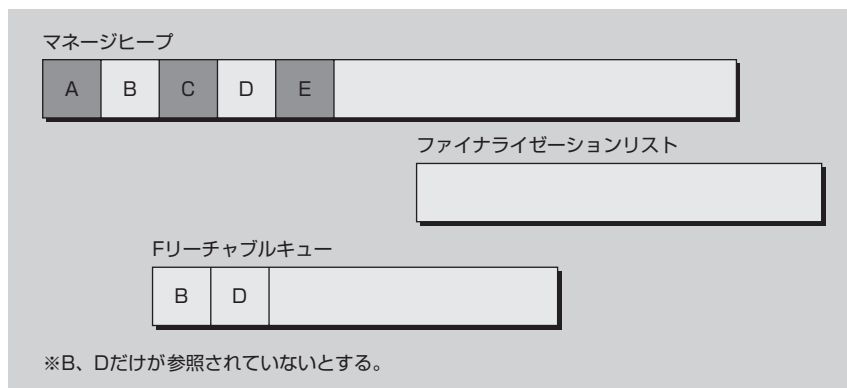 マネージヒープ
A B C D E
ファイナライゼーションリスト
Fリーチャブルキュー
B D
※B、Dだけが参照されていないとする。